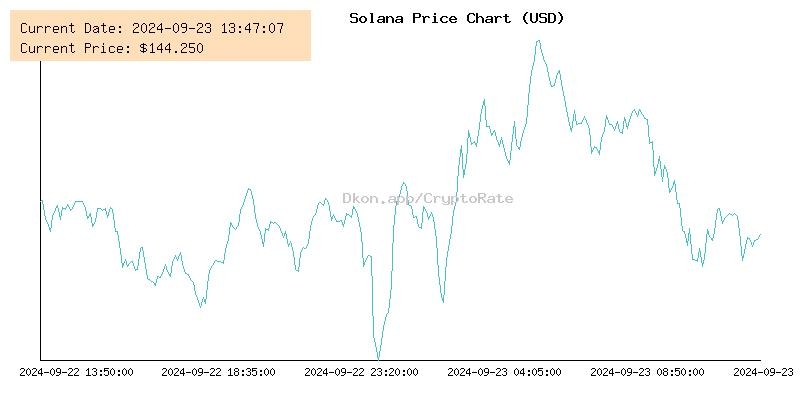 Solana Price Chart (USD)
Current Date: 2024-09-23 13:47:07
Current Price: $144.250
Dkon.app/CryptoRate
2024-09-22 13:50:00 2024-09-22 18:35:00 2024-09-22 23:20:00 2024-09-23 04:05:00 2024-09-23 08:50:00 2024-09-23